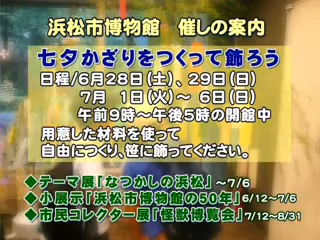 浜松市博物館　催しの案内
七夕かざりをつくって飾ろう
日程/6月28日(土)、29日(日)
7月　1日(火)～　6日(日)
午前9時～午後5時の開館中
用意した材料を使って
自由につくり、笹に飾ってください。
◆テーマ展「なつかしの浜松」～7/6
◆小展示「浜松市博物館の50年」6/12～7/6
◆市民コレクター展「怪獣博覧会」7/12～8/31